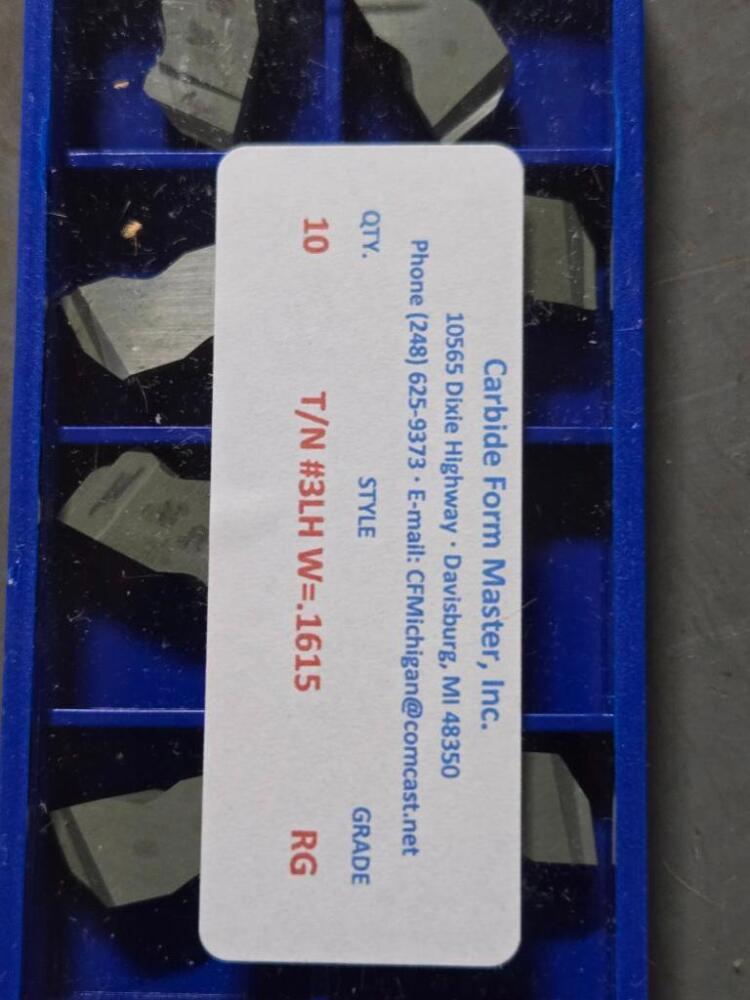 Carbide Form Master, Inc.
10565 Dixie Highway · Davisburg, MI 48350
Phone (248) 625-9373 · E-mail: CFMichigan@comcast.net
QTY. STYLE GRADE
10 T/N #3LH W=.1615 RG